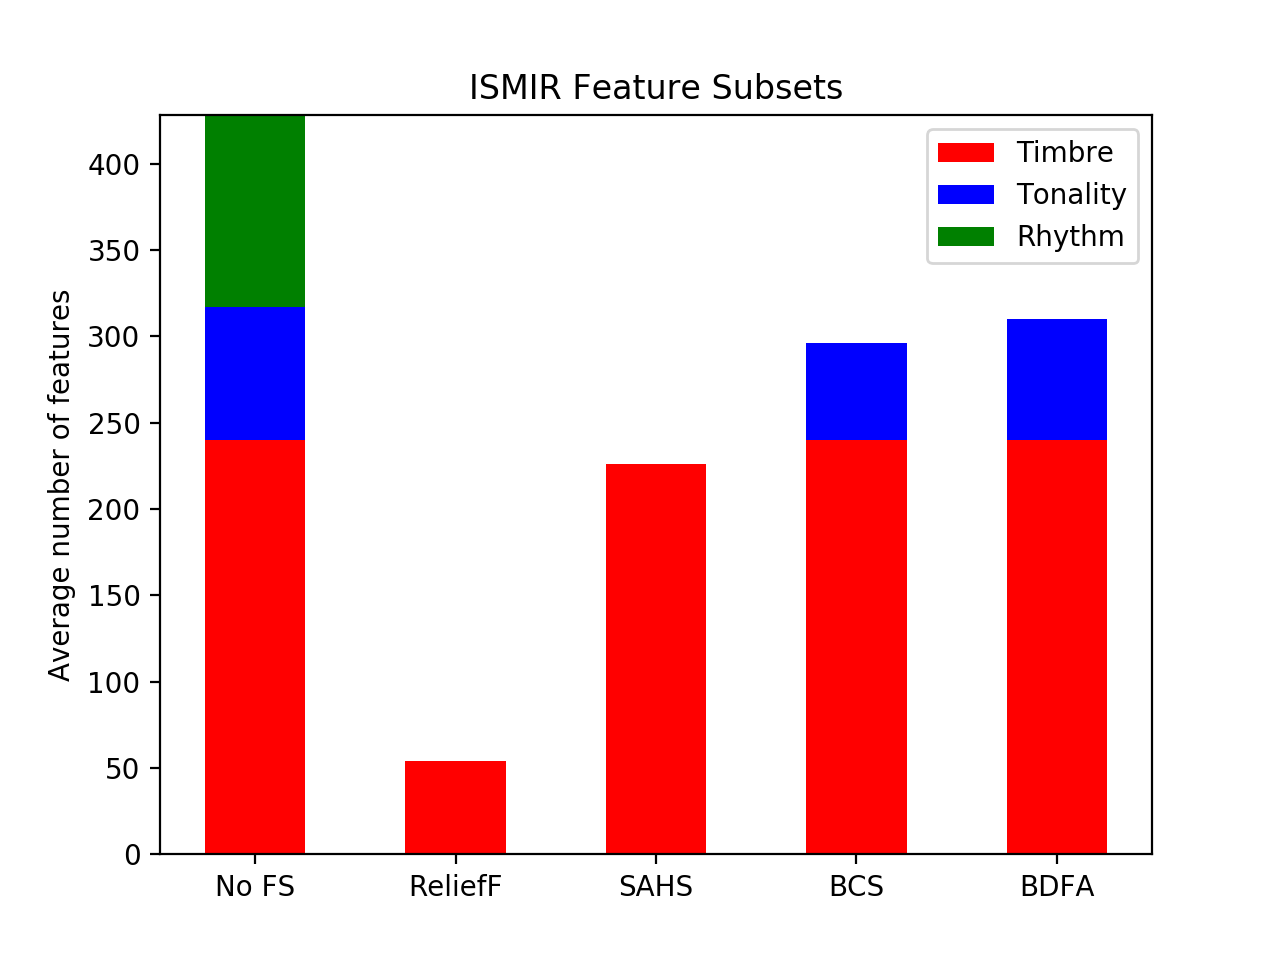 ISMIR Feature Subsets
Timbre
Tonality
Rhythm
Average number of features
400
350
300
250
200
150
100
50
0
No FS
ReliefF
SAHS
BCS
BDFA